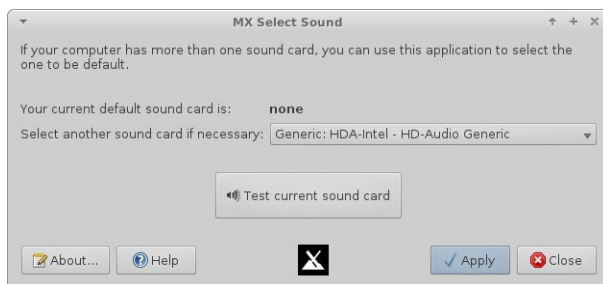 MX Select Sound
If your computer has more than one sound card, you can use this application to select the
one to be default.
Your current default sound card is: none
Select another sound card if necessary: Generic: HDA-Intel - HD-Audio Generic
Test current sound card
About... Help Apply Close